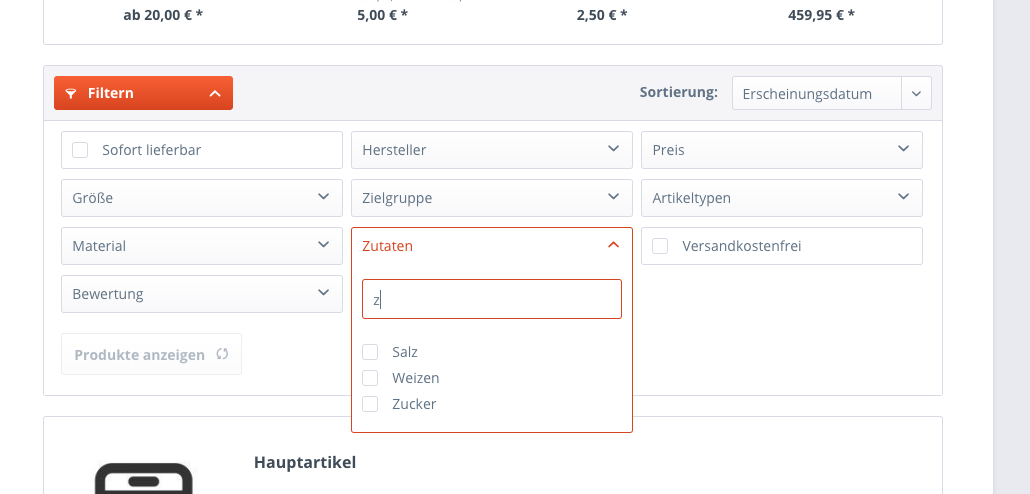 ab 20,00 € * 5,00 € * 2,50 € * 459,95 € *
Filtern Sortierung: Erscheinungsdatum
Sofort lieferbar Hersteller Preis
Größe Zielgruppe Artikeltypen
Material Zutaten Versandkostenfrei
Bewertung z
Produkte anzeigen Salz
Weizen
Zucker
Hauptartikel